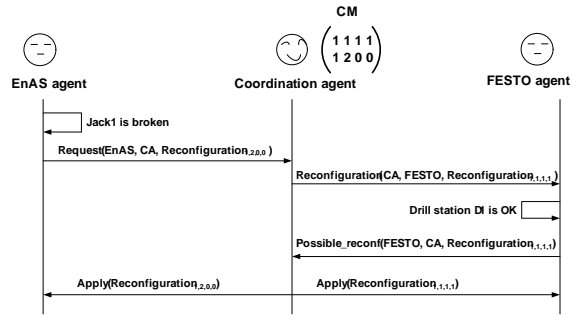 CM
1 1 1 1
1 2 0 0
EnAS agent
Coordination agent
FESTO agent
Jack1 is broken
Request(EnAS, CA, Reconfiguration,2,0,0 )
Reconfiguration(CA, FESTO, Reconfiguration,1,1,1 )
Drill station D1 is OK
Possible_reconf(FESTO, CA, Reconfiguration,1,1,1)
Apply(Reconfiguration,2,0,0)
Apply(Reconfiguration,1,1,1)